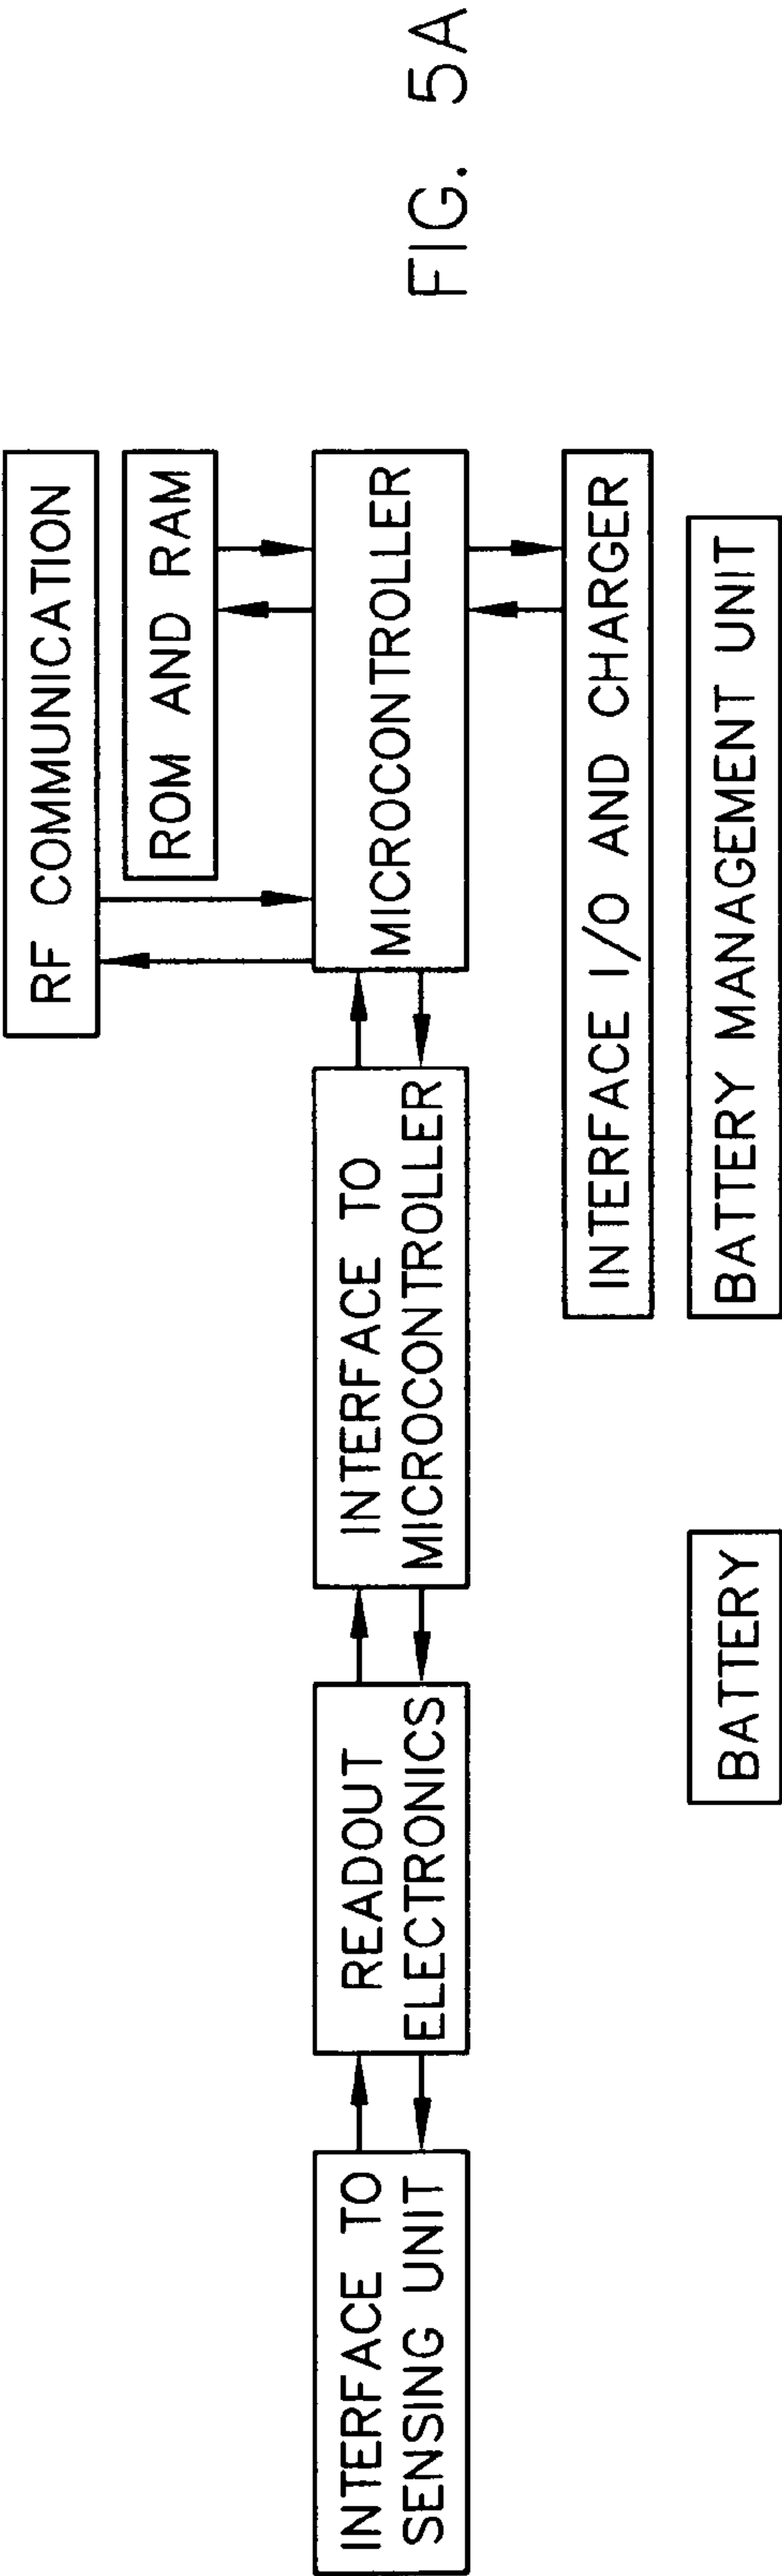 RF COMMUNICATION
ROM AND RAM
INTERFACE TO
SENSING UNIT
READOUT
ELECTRONICS
INTERFACE TO
MICROCONTROLLER
MICROCONTROLLER
INTERFACE I/O AND CHARGER
BATTERY
BATTERY MANAGEMENT UNIT
FIG. 5A